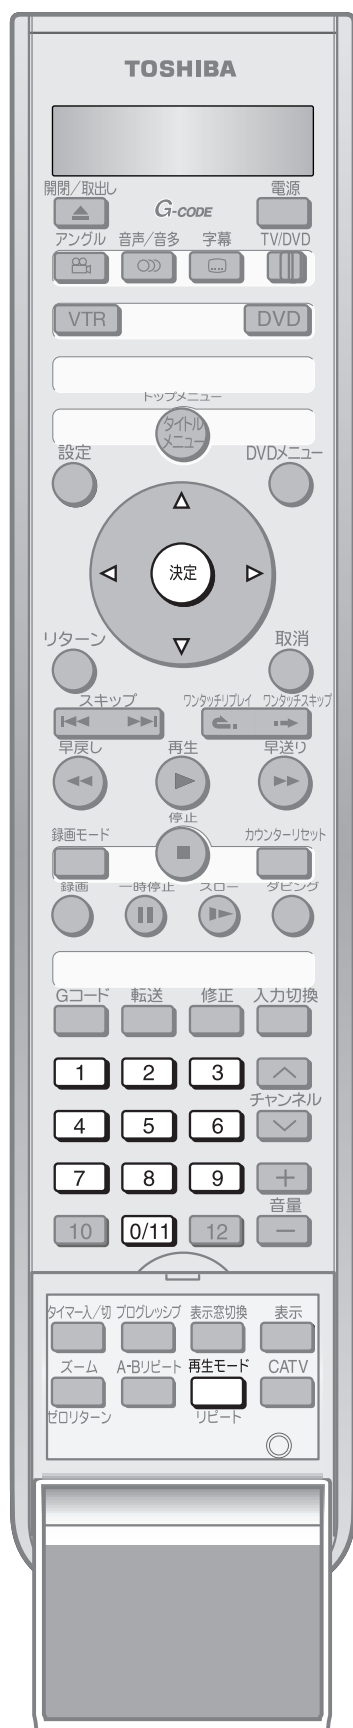 TOSHIBA
開閉/取出し G-CODE 電源
アングル 音声/音多 字幕 TV/DVD
VTR DVD
トップメニュー
タイトル
メニュー
設定 DVDメニュー
決定
リターン 取消
スキップ ワンタッチリプレイ ワンタッチスキップ
早戻し 再生 早送り
停止
録画モード カウンターリセット
録画 一時停止 スロー ダビング
Gコード 転送 修正 入力切換
1 2 3
チャンネル
4 5 6
7 8 9 +
音量
10 0/11 12 −
タイマー入/切 プログレッシブ 表示窓切換 表示
ズーム A-Bリピート 再生モード CATV
ゼロリターン リピート